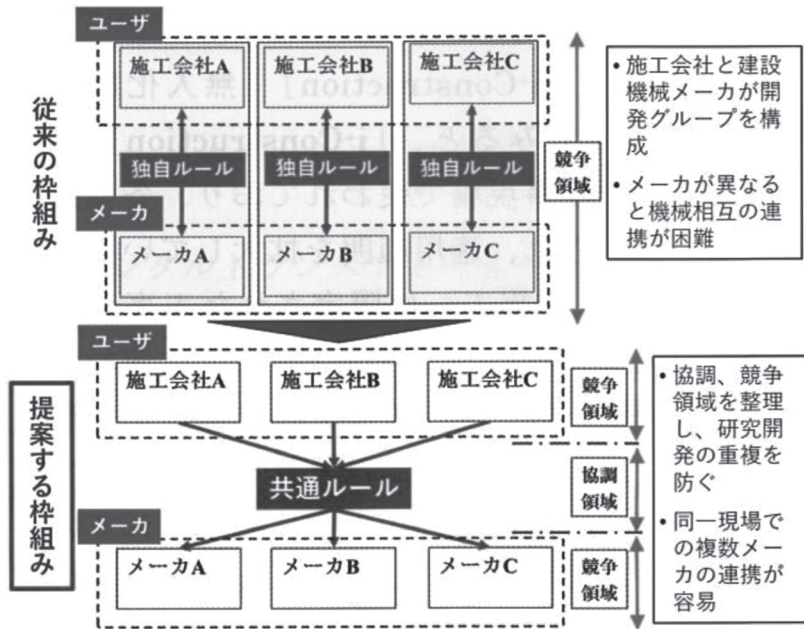 従来の枠組み
ユーザ
施工会社A
施工会社B
施工会社C
独自ルール
独自ルール
独自ルール
メーカ
メーカA
メーカB
メーカC
競争
領域
• 施工会社と建設
機械メーカが開
発グループを構
成
• メーカが異なる
と機械相互の連
携が困難
提案する枠組み
ユーザ
施工会社A
施工会社B
施工会社C
共通ルール
メーカ
メーカA
メーカB
メーカC
競争
領域
協調
領域
競争
領域
• 協調、競争
領域を整理
し、研究開
発の重複を
防ぐ
• 同一現場で
の複数メー
カの連携が
容易